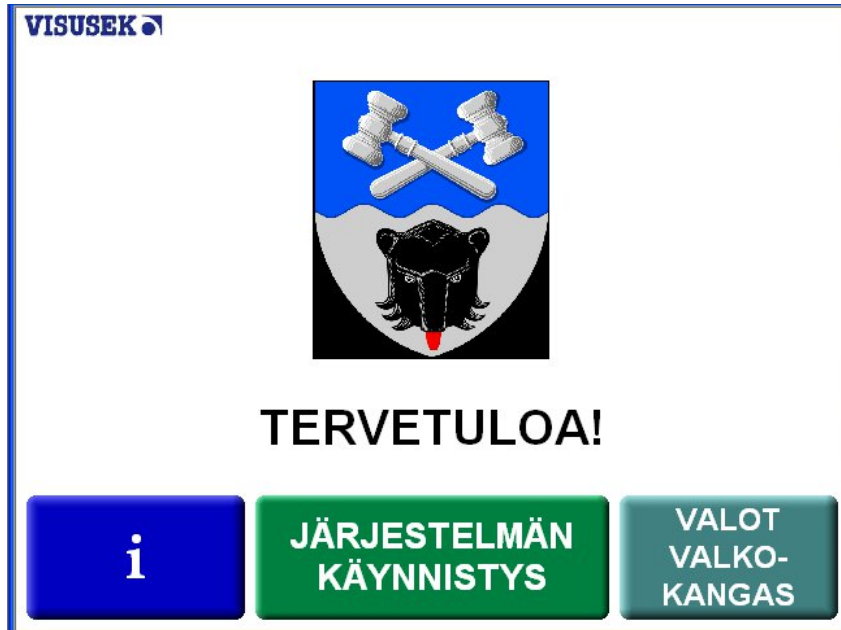 VISUSEK
TERVETULOA!
i
JÄRJESTELMÄN
KÄYNNISTYS
VALOT
VALKO-
KANGAS